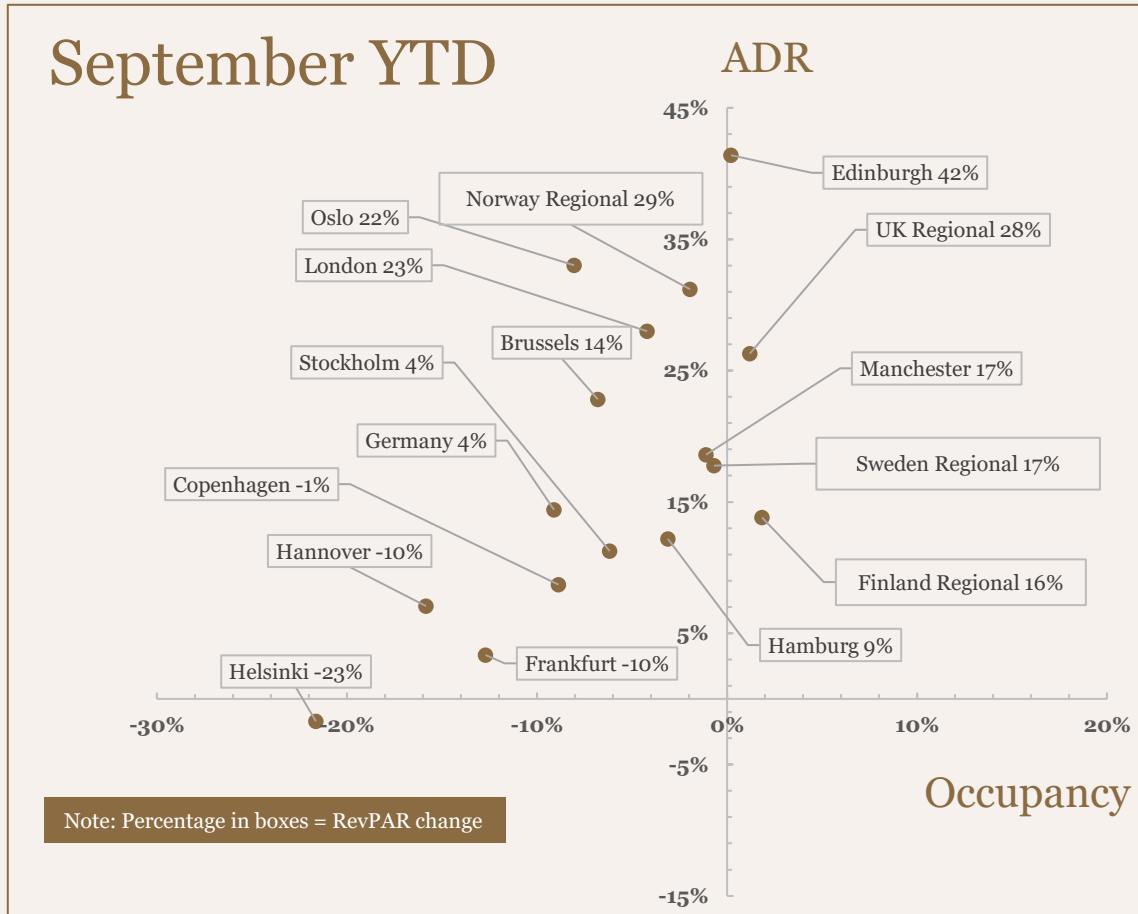 September YTD
ADR
45%
Edinburgh 42%
Norway Regional 29%
Oslo 22%
UK Regional 28%
35%
London 23%
Brussels 14%
Stockholm 4%
25%
Manchester 17%
Germany 4%
Sweden Regional 17%
Copenhagen -1%
15%
Hannover -10%
Finland Regional 16%
5%
Hamburg 9%
Frankfurt -10%
Helsinki -23%
-30%
-20%
-10%
0%
10%
20%
-5%
Occupancy
Note: Percentage in boxes = RevPAR change
-15%